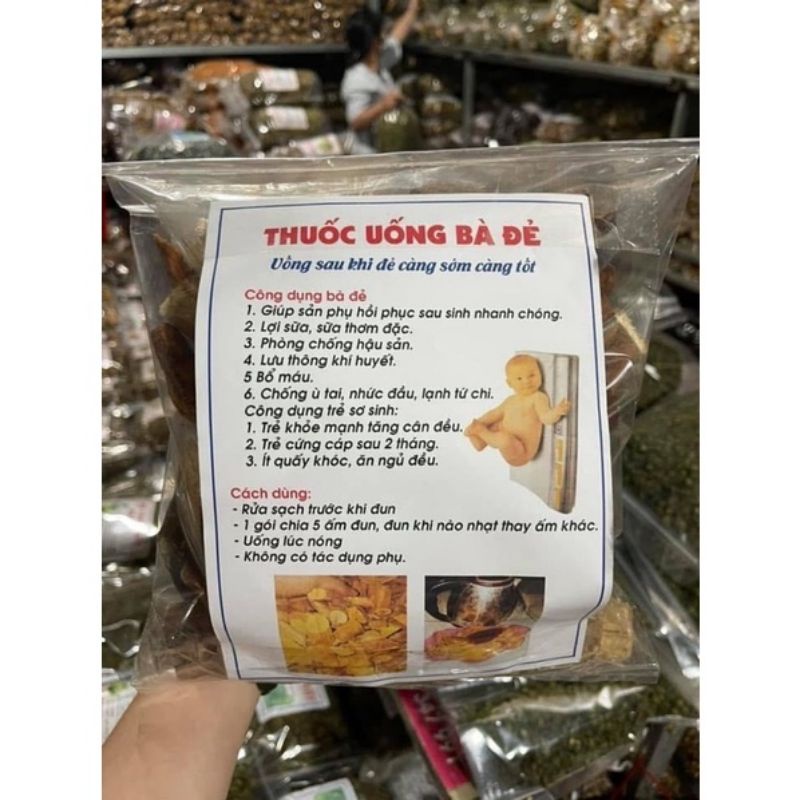 THUỐC UỐNG BÀ ĐẺ
Uống sau khi đẻ càng sớm càng tốt
Công dụng bà đẻ
1. Giúp sản phụ hồi phục sau sinh nhanh chóng.
2. Lợi sữa, sữa thơm đặc.
3. Phòng chống hậu sản.
4. Lưu thông khí huyết.
5 Bổ máu.
6. Chống ù tai, nhức đầu, lạnh tứ chi.
Công dụng trẻ sơ sinh:
1. Trẻ khỏe mạnh tăng cân đều.
2. Trẻ cứng cáp sau 2 tháng.
3. Ít quấy khóc, ăn ngủ đều.
Cách dùng:
- Rửa sạch trước khi đun
- 1 gói chia 5 ấm đun, đun khi nào nhạt thay ấm khác.
- Uống lúc nóng
- Không có tác dụng phụ.